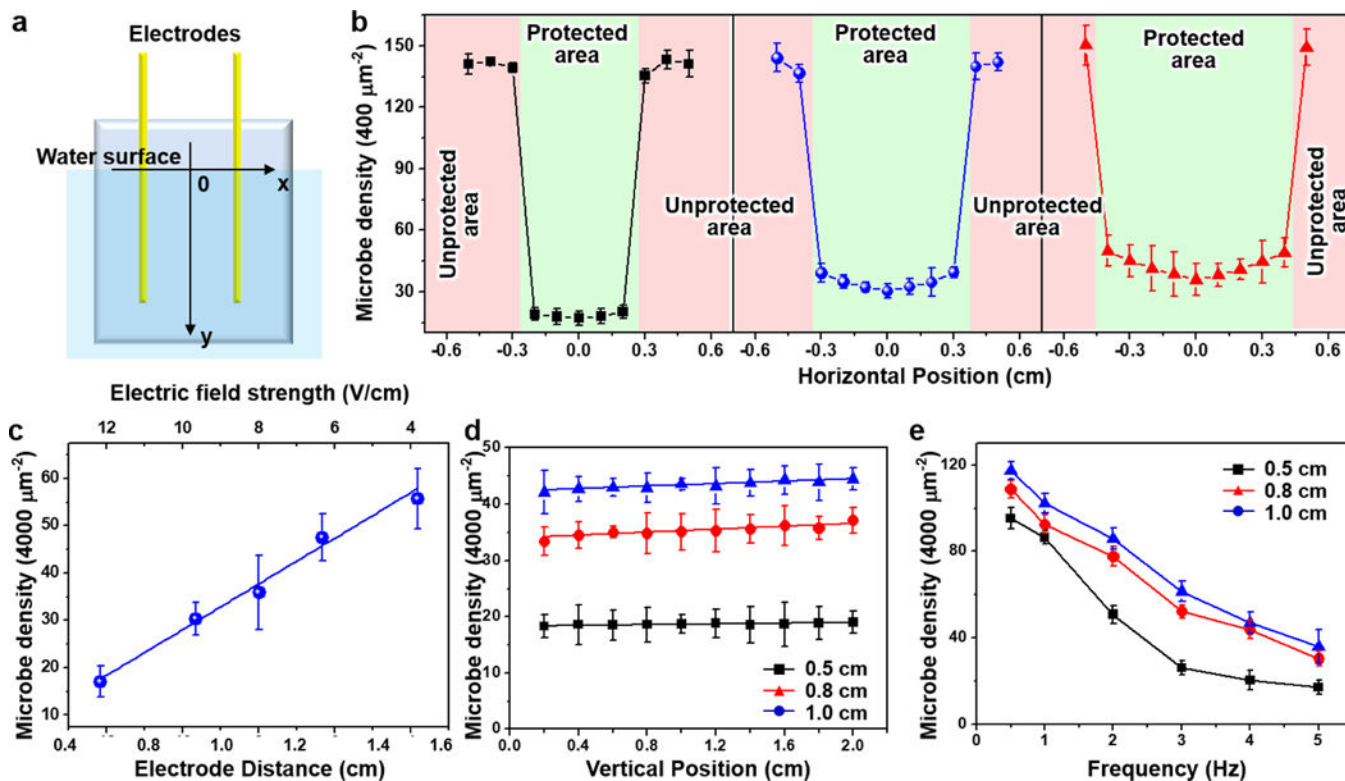 a
Electrodes
Water surface
0
x
y
b
Microbe density (400 μm⁻²)
150
120
90
60
30
Unprotected area
Protected area
Unprotected area
Protected area
Unprotected area
Protected area
Unprotected area
-0.6 -0.3 0.0 0.3 0.6 -0.6 -0.3 0.0 0.3 0.6 -0.6 -0.3 0.0 0.3 0.6
Horizontal Position (cm)
c
Electric field strength (V/cm)
12 10 8 6 4
Microbe density (4000 μm⁻²)
60
50
40
30
20
10
0.4 0.6 0.8 1.0 1.2 1.4 1.6
Electrode Distance (cm)
d
Microbe density (4000 μm⁻²)
50
40
30
20
10
0
0.5 cm
0.8 cm
1.0 cm
0.0 0.4 0.8 1.2 1.6 2.0
Vertical Position (cm)
e
Microbe density (4000 μm⁻²)
120
80
40
0
0.5 cm
0.8 cm
1.0 cm
0 1 2 3 4 5
Frequency (Hz)